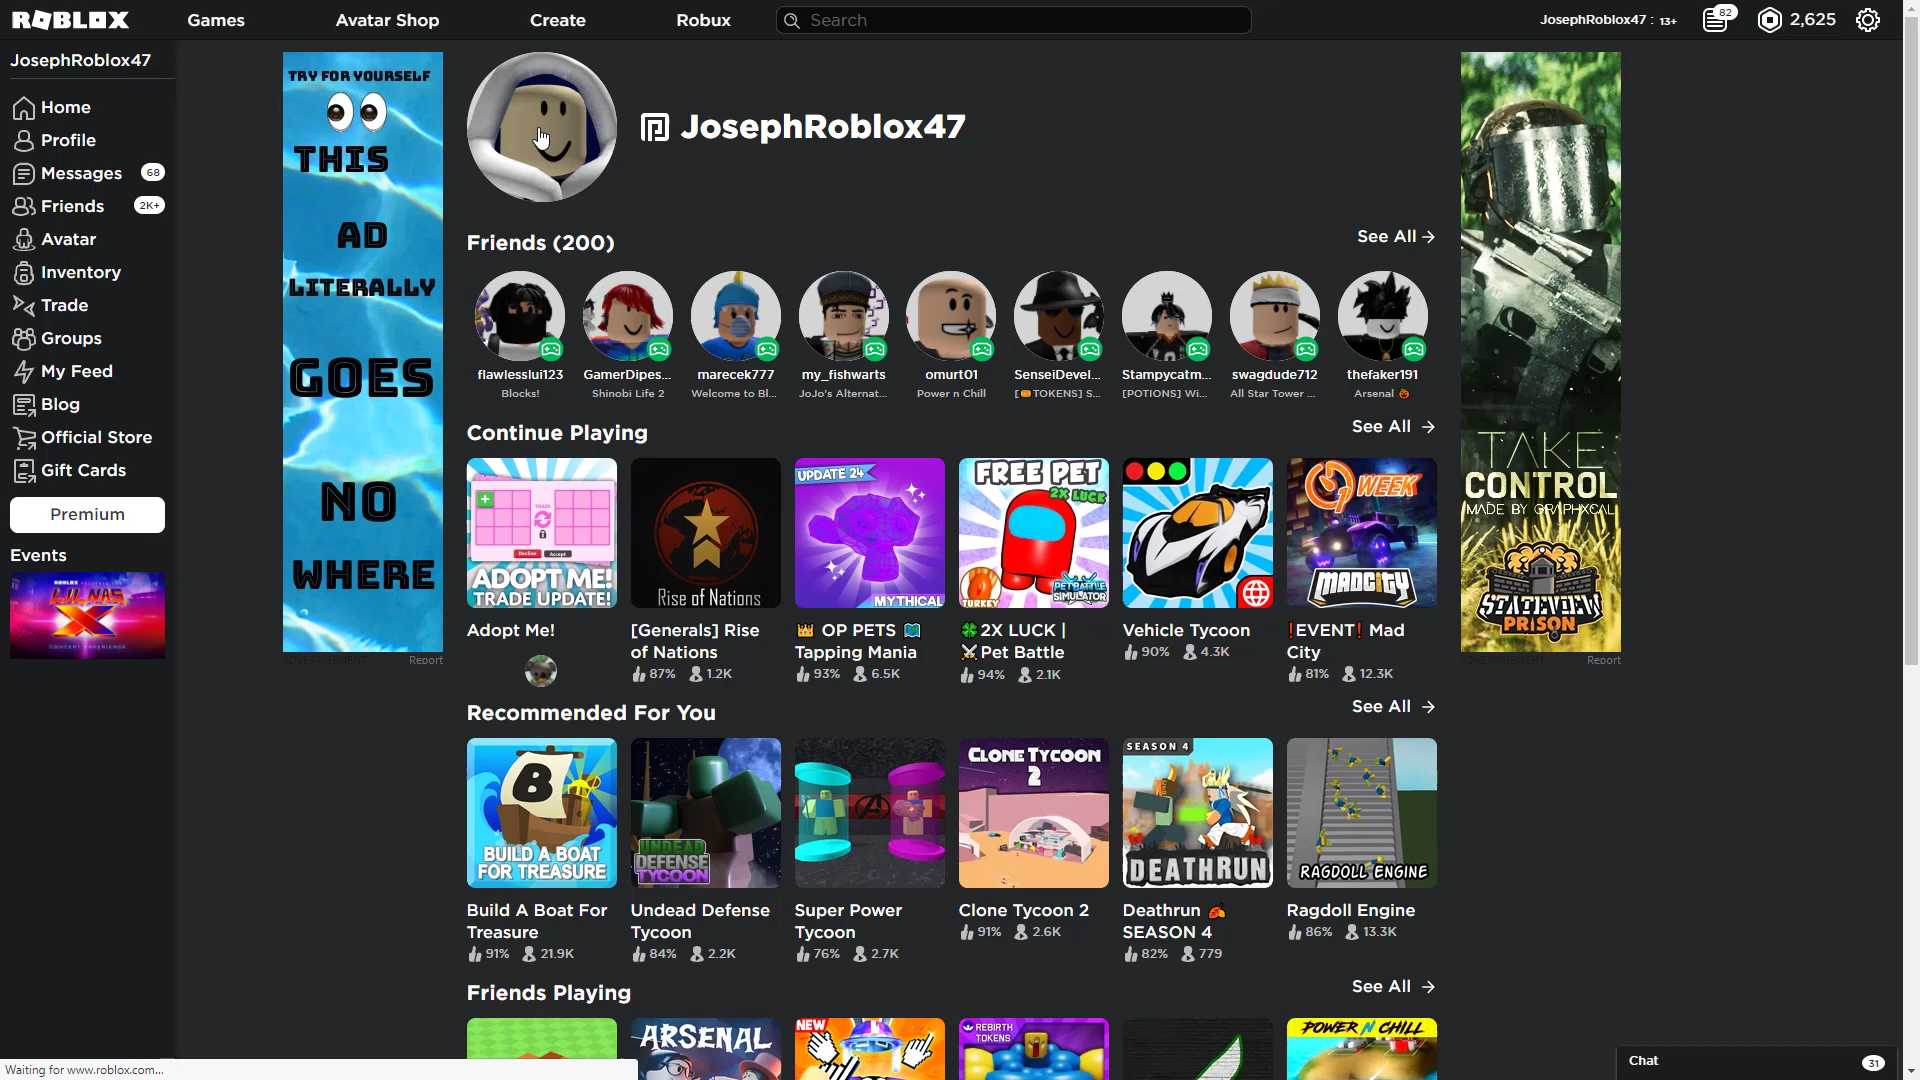 ROBLOX
Games
Avatar Shop
Create
Robux
Search
JosephRoblox47 : 13+
82
2,625
JosephRoblox47
Home
Profile
Messages
68
Friends
2K+
Avatar
Inventory
Trade
Groups
My Feed
Blog
Official Store
Gift Cards
Premium
Events
ROBLOX
LIL NAS
X
CONCERT EXPERIENCE
TRY FOR YOURSELF
THIS
AD
LITERALLY
GOES
NO
WHERE
ADVERTISEMENT
Report
JosephRoblox47
Friends (200)
See All
flawlesslui123
Blocks!
GamerDipes...
Shinobi Life 2
marecek777
Welcome to Bl...
my_fishwarts
JoJo's Alternat...
omurt01
Power n Chill
SenseiDevel...
[🎃TOKENS] S...
Stampycatm...
[POTIONS] Wi...
swagdude712
All Star Tower ...
thefaker191
Arsenal 🎃
Continue Playing
See All
TRADE
Decline
Accept
ADOPT ME!
TRADE UPDATE!
Adopt Me!
Rise of Nations
[Generals] Rise
of Nations
87% 1.2K
UPDATE 24
MYTHICAL
👑 OP PETS 🗺️
Tapping Mania
93% 6.5K
FREE PET
2X LUCK
TURKEY
PET BATTLE
SIMULATOR
🍀2X LUCK |
⚔️Pet Battle
94% 2.1K
Vehicle Tycoon
90% 4.3K
WEEK
MADCITY
❗EVENT❗ Mad
City
81% 12.3K
Recommended For You
See All
B
BUILD A BOAT
FOR TREASURE
Build A Boat For
Treasure
91% 21.9K
UNDEAD
DEFENSE
TYCOON
Undead Defense
Tycoon
84% 2.2K
Super Power
Tycoon
76% 2.7K
CLONE TYCOON
2
Clone Tycoon 2
91% 2.6K
SEASON 4
DEATHRUN
Deathrun 🍂
SEASON 4
82% 779
RAGDOLL ENGINE
Ragdoll Engine
86% 13.3K
Friends Playing
See All
ARSENAL
NEW
REBIRTH
TOKENS
POWER N CHILL
TAKE
CONTROL
MADE BY GRAPHXCAL
STATEVIEW
PRISON
Report
Chat
31
Waiting for www.roblox.com...